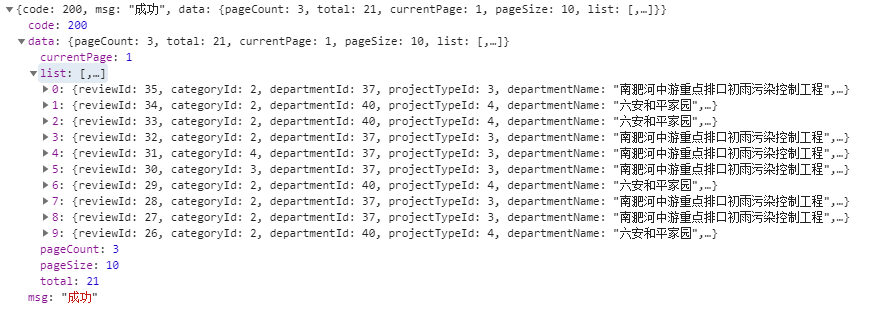 {code: 200, msg: "成功", data: {pageCount: 3, total: 21, currentPage: 1, pageSize: 10, list: [,…]}}
code: 200
data: {pageCount: 3, total: 21, currentPage: 1, pageSize: 10, list: [,…]}
currentPage: 1
list: [,…]
0: {reviewId: 35, categoryId: 2, departmentId: 37, projectTypeId: 3, departmentName: "南淝河中游重点排口初雨污染控制工程",…}
1: {reviewId: 34, categoryId: 2, departmentId: 40, projectTypeId: 4, departmentName: "六安和平家园",…}
2: {reviewId: 33, categoryId: 2, departmentId: 40, projectTypeId: 4, departmentName: "六安和平家园",…}
3: {reviewId: 32, categoryId: 2, departmentId: 37, projectTypeId: 3, departmentName: "南淝河中游重点排口初雨污染控制工程",…}
4: {reviewId: 31, categoryId: 4, departmentId: 37, projectTypeId: 3, departmentName: "南淝河中游重点排口初雨污染控制工程",…}
5: {reviewId: 30, categoryId: 3, departmentId: 37, projectTypeId: 3, departmentName: "南淝河中游重点排口初雨污染控制工程",…}
6: {reviewId: 29, categoryId: 2, departmentId: 40, projectTypeId: 4, departmentName: "六安和平家园",…}
7: {reviewId: 28, categoryId: 2, departmentId: 37, projectTypeId: 3, departmentName: "南淝河中游重点排口初雨污染控制工程",…}
8: {reviewId: 27, categoryId: 2, departmentId: 37, projectTypeId: 3, departmentName: "南淝河中游重点排口初雨污染控制工程",…}
9: {reviewId: 26, categoryId: 2, departmentId: 40, projectTypeId: 4, departmentName: "六安和平家园",…}
pageCount: 3
pageSize: 10
total: 21
msg: "成功"